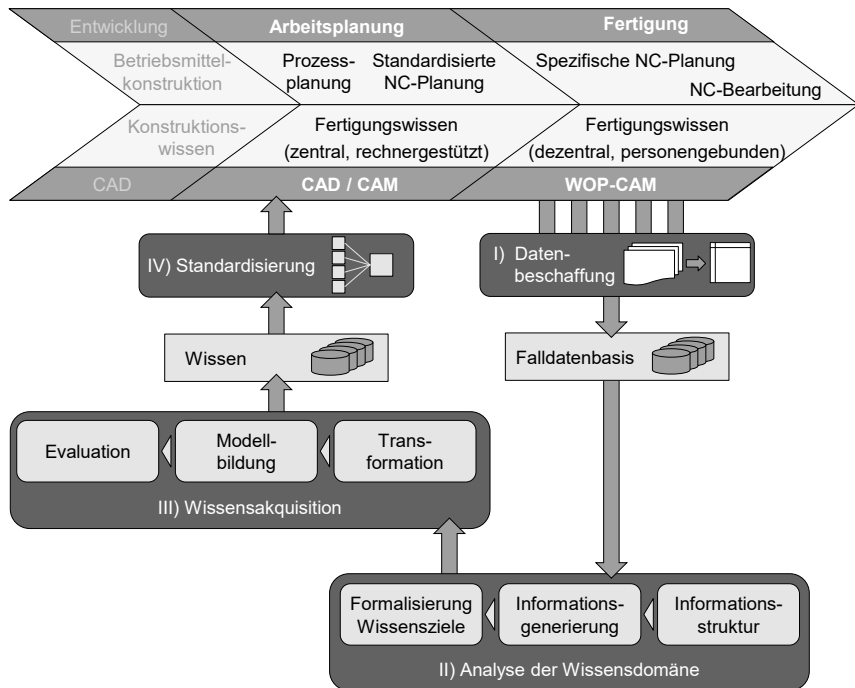 Entwicklung
Arbeitsplanung
Fertigung
Betriebsmittel-
konstruktion
Prozess-
planung
Standardisierte
NC-Planung
Spezifische NC-Planung
NC-Bearbeitung
Konstruktions-
wissen
Fertigungswissen
(zentral, rechnergestützt)
Fertigungswissen
(dezentral, personengebunden)
CAD
CAD / CAM
WOP-CAM
IV) Standardisierung
I) Daten-
beschaffung
Wissen
Falldatenbasis
Evaluation
Modell-
bildung
Trans-
formation
III) Wissensakquisition
Formalisierung
Wissensziele
Informations-
generierung
Informations-
struktur
II) Analyse der Wissensdomäne